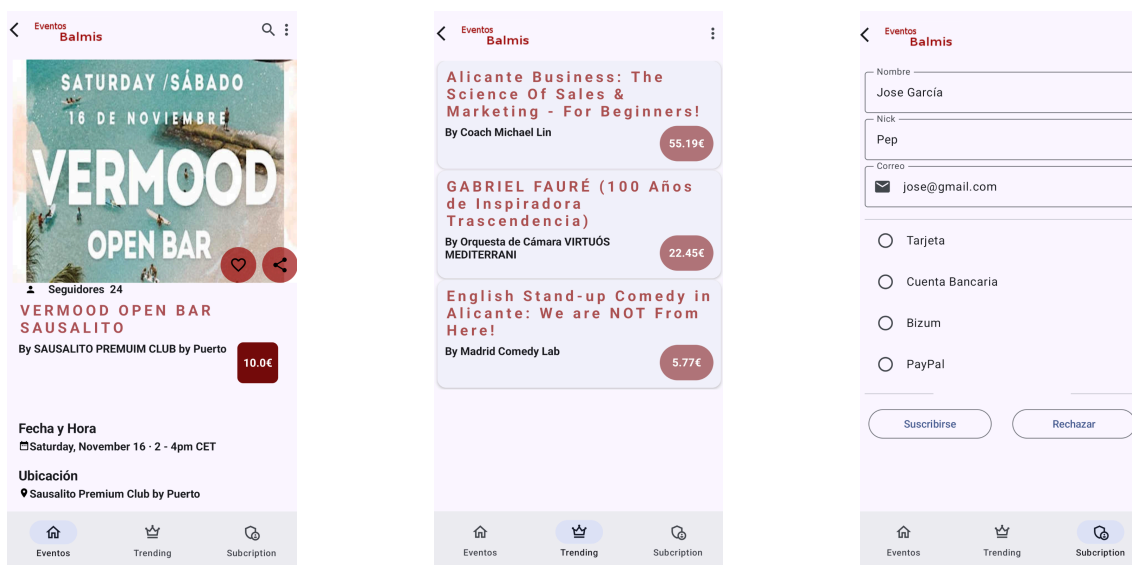 Eventos
Balmis
SATURDAY /SÁBADO
16 DE NOVIEMBRE
VERMOOD
OPEN BAR
Seguidores 24
VERMOOD OPEN BAR
SAUSALITO
By SAUSALITO PREMUIM CLUB by Puerto
10.0€
Fecha y Hora
Saturday, November 16 · 2 - 4pm CET
Ubicación
Sausalito Premium Club by Puerto
Eventos
Trending
Subcription
Eventos
Balmis
Alicante Business: The
Science Of Sales &
Marketing - For Beginners!
By Coach Michael Lin
55.19€
GABRIEL FAURÉ (100 Años
de Inspiradora
Trascendencia)
By Orquesta de Cámara VIRTUÓS
MEDITERRANI
22.45€
English Stand-up Comedy in
Alicante: We are NOT From
Here!
By Madrid Comedy Lab
5.77€
Eventos
Trending
Subcription
Eventos
Balmis
Nombre
Jose García
Nick
Pep
Correo
jose@gmail.com
Tarjeta
Cuenta Bancaria
Bizum
PayPal
Suscribirse
Rechazar
Eventos
Trending
Subcription